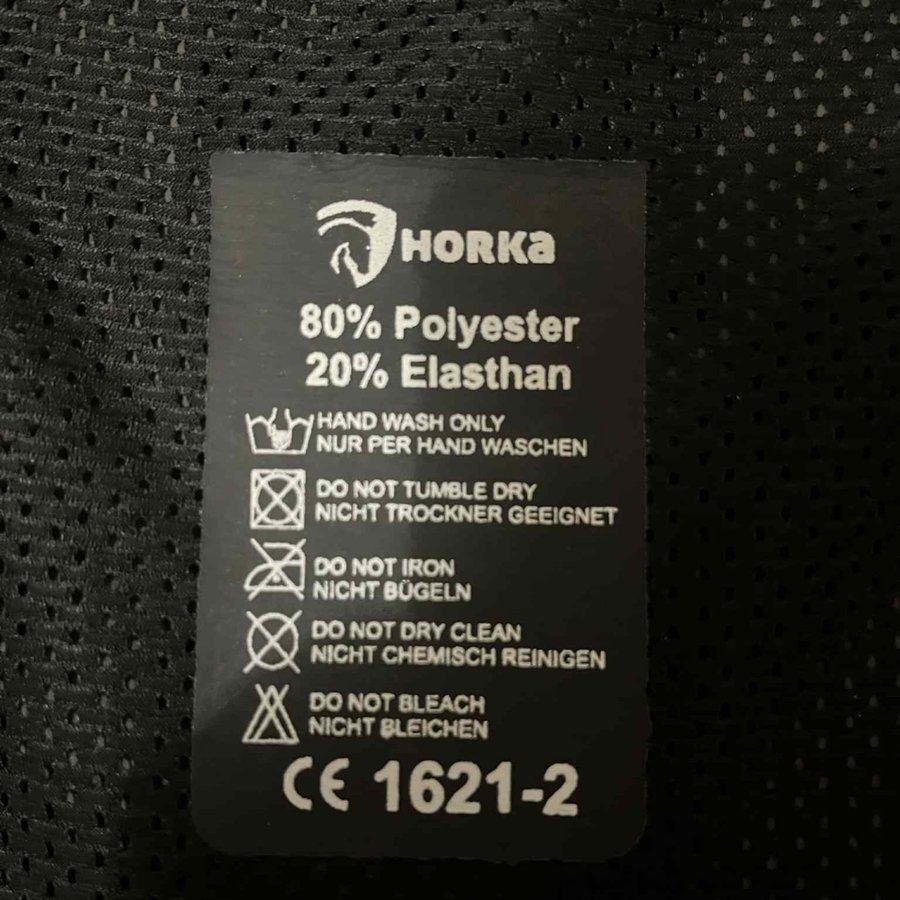 HORKa
80% Polyester
20% Elasthan
HAND WASH ONLY
NUR PER HAND WASCHEN
DO NOT TUMBLE DRY
NICHT TROCKNER GEEIGNET
DO NOT IRON
NICHT BÜGELN
DO NOT DRY CLEAN
NICHT CHEMISCH REINIGEN
DO NOT BLEACH
NICHT BLEICHEN
CE 1621-2